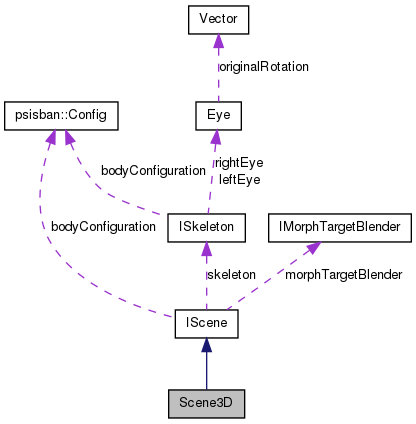 Vector
originalRotation
psisban::Config
Eye
bodyConfiguration
rightEye
leftEye
bodyConfiguration
ISkeleton
IMorphTargetBlender
skeleton
morphTargetBlender
IScene
Scene3D